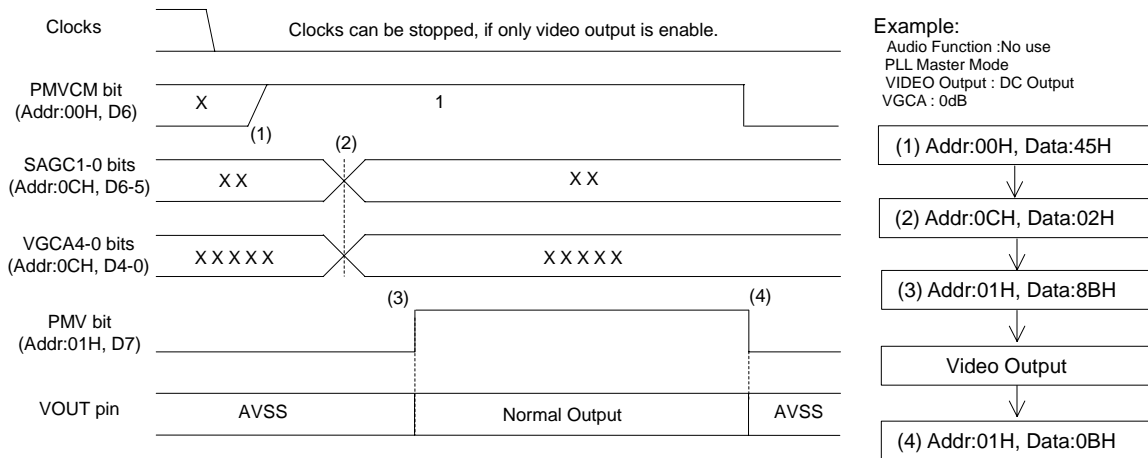 Clocks
Clocks can be stopped, if only video output is enable.
PMVCM bit
(Addr:00H, D6)
X
1
(1)
(2)
SAGC1-0 bits
(Addr:0CH, D6-5)
X X
X X
VGCA4-0 bits
(Addr:0CH, D4-0)
X X X X X
X X X X X
(3)
(4)
PMV bit
(Addr:01H, D7)
VOUT pin
AVSS
Normal Output
AVSS
Example:
Audio Function :No use
PLL Master Mode
VIDEO Output : DC Output
VGCA : 0dB
(1) Addr:00H, Data:45H
(2) Addr:0CH, Data:02H
(3) Addr:01H, Data:8BH
Video Output
(4) Addr:01H, Data:0BH